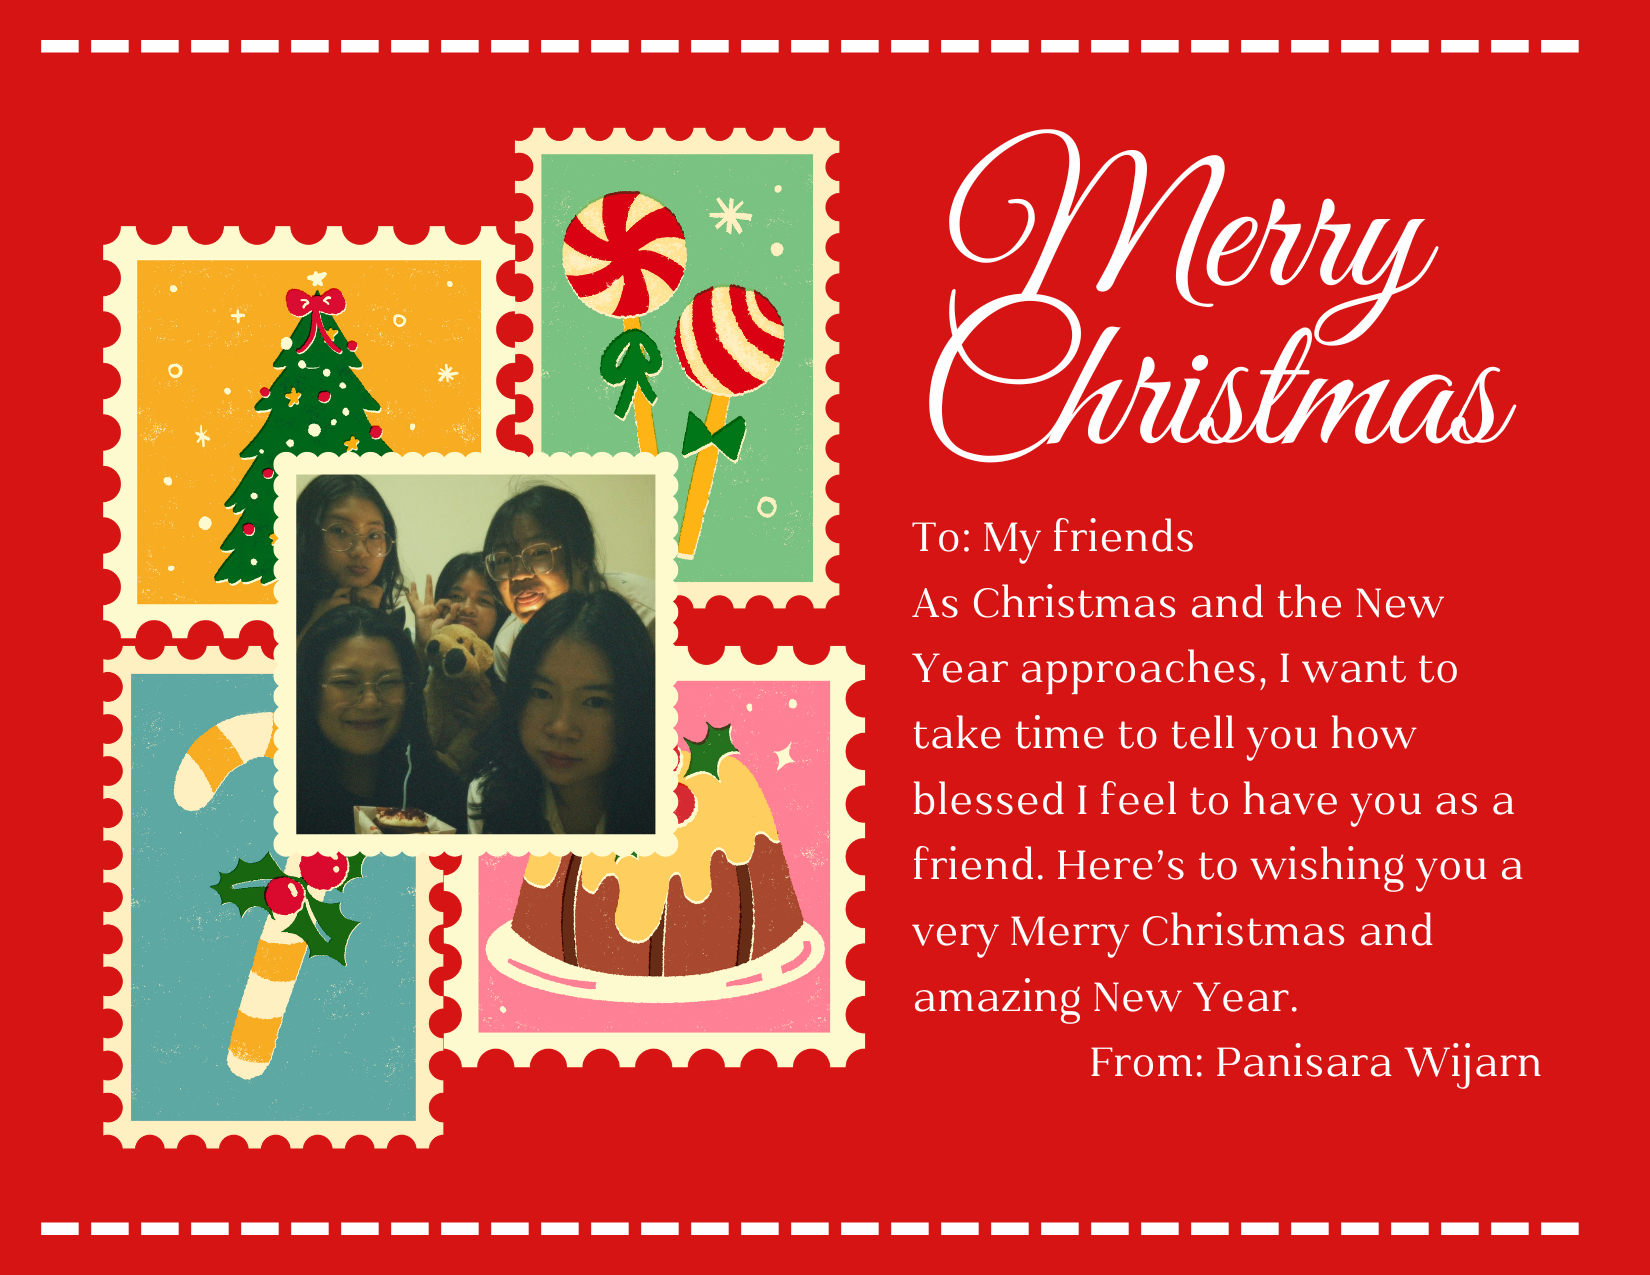 Merry
Christmas
To: My friends
As Christmas and the New
Year approaches, I want to
take time to tell you how
blessed I feel to have you as a
friend. Here’s to wishing you a
very Merry Christmas and
amazing New Year.
From: Panisara Wijarn